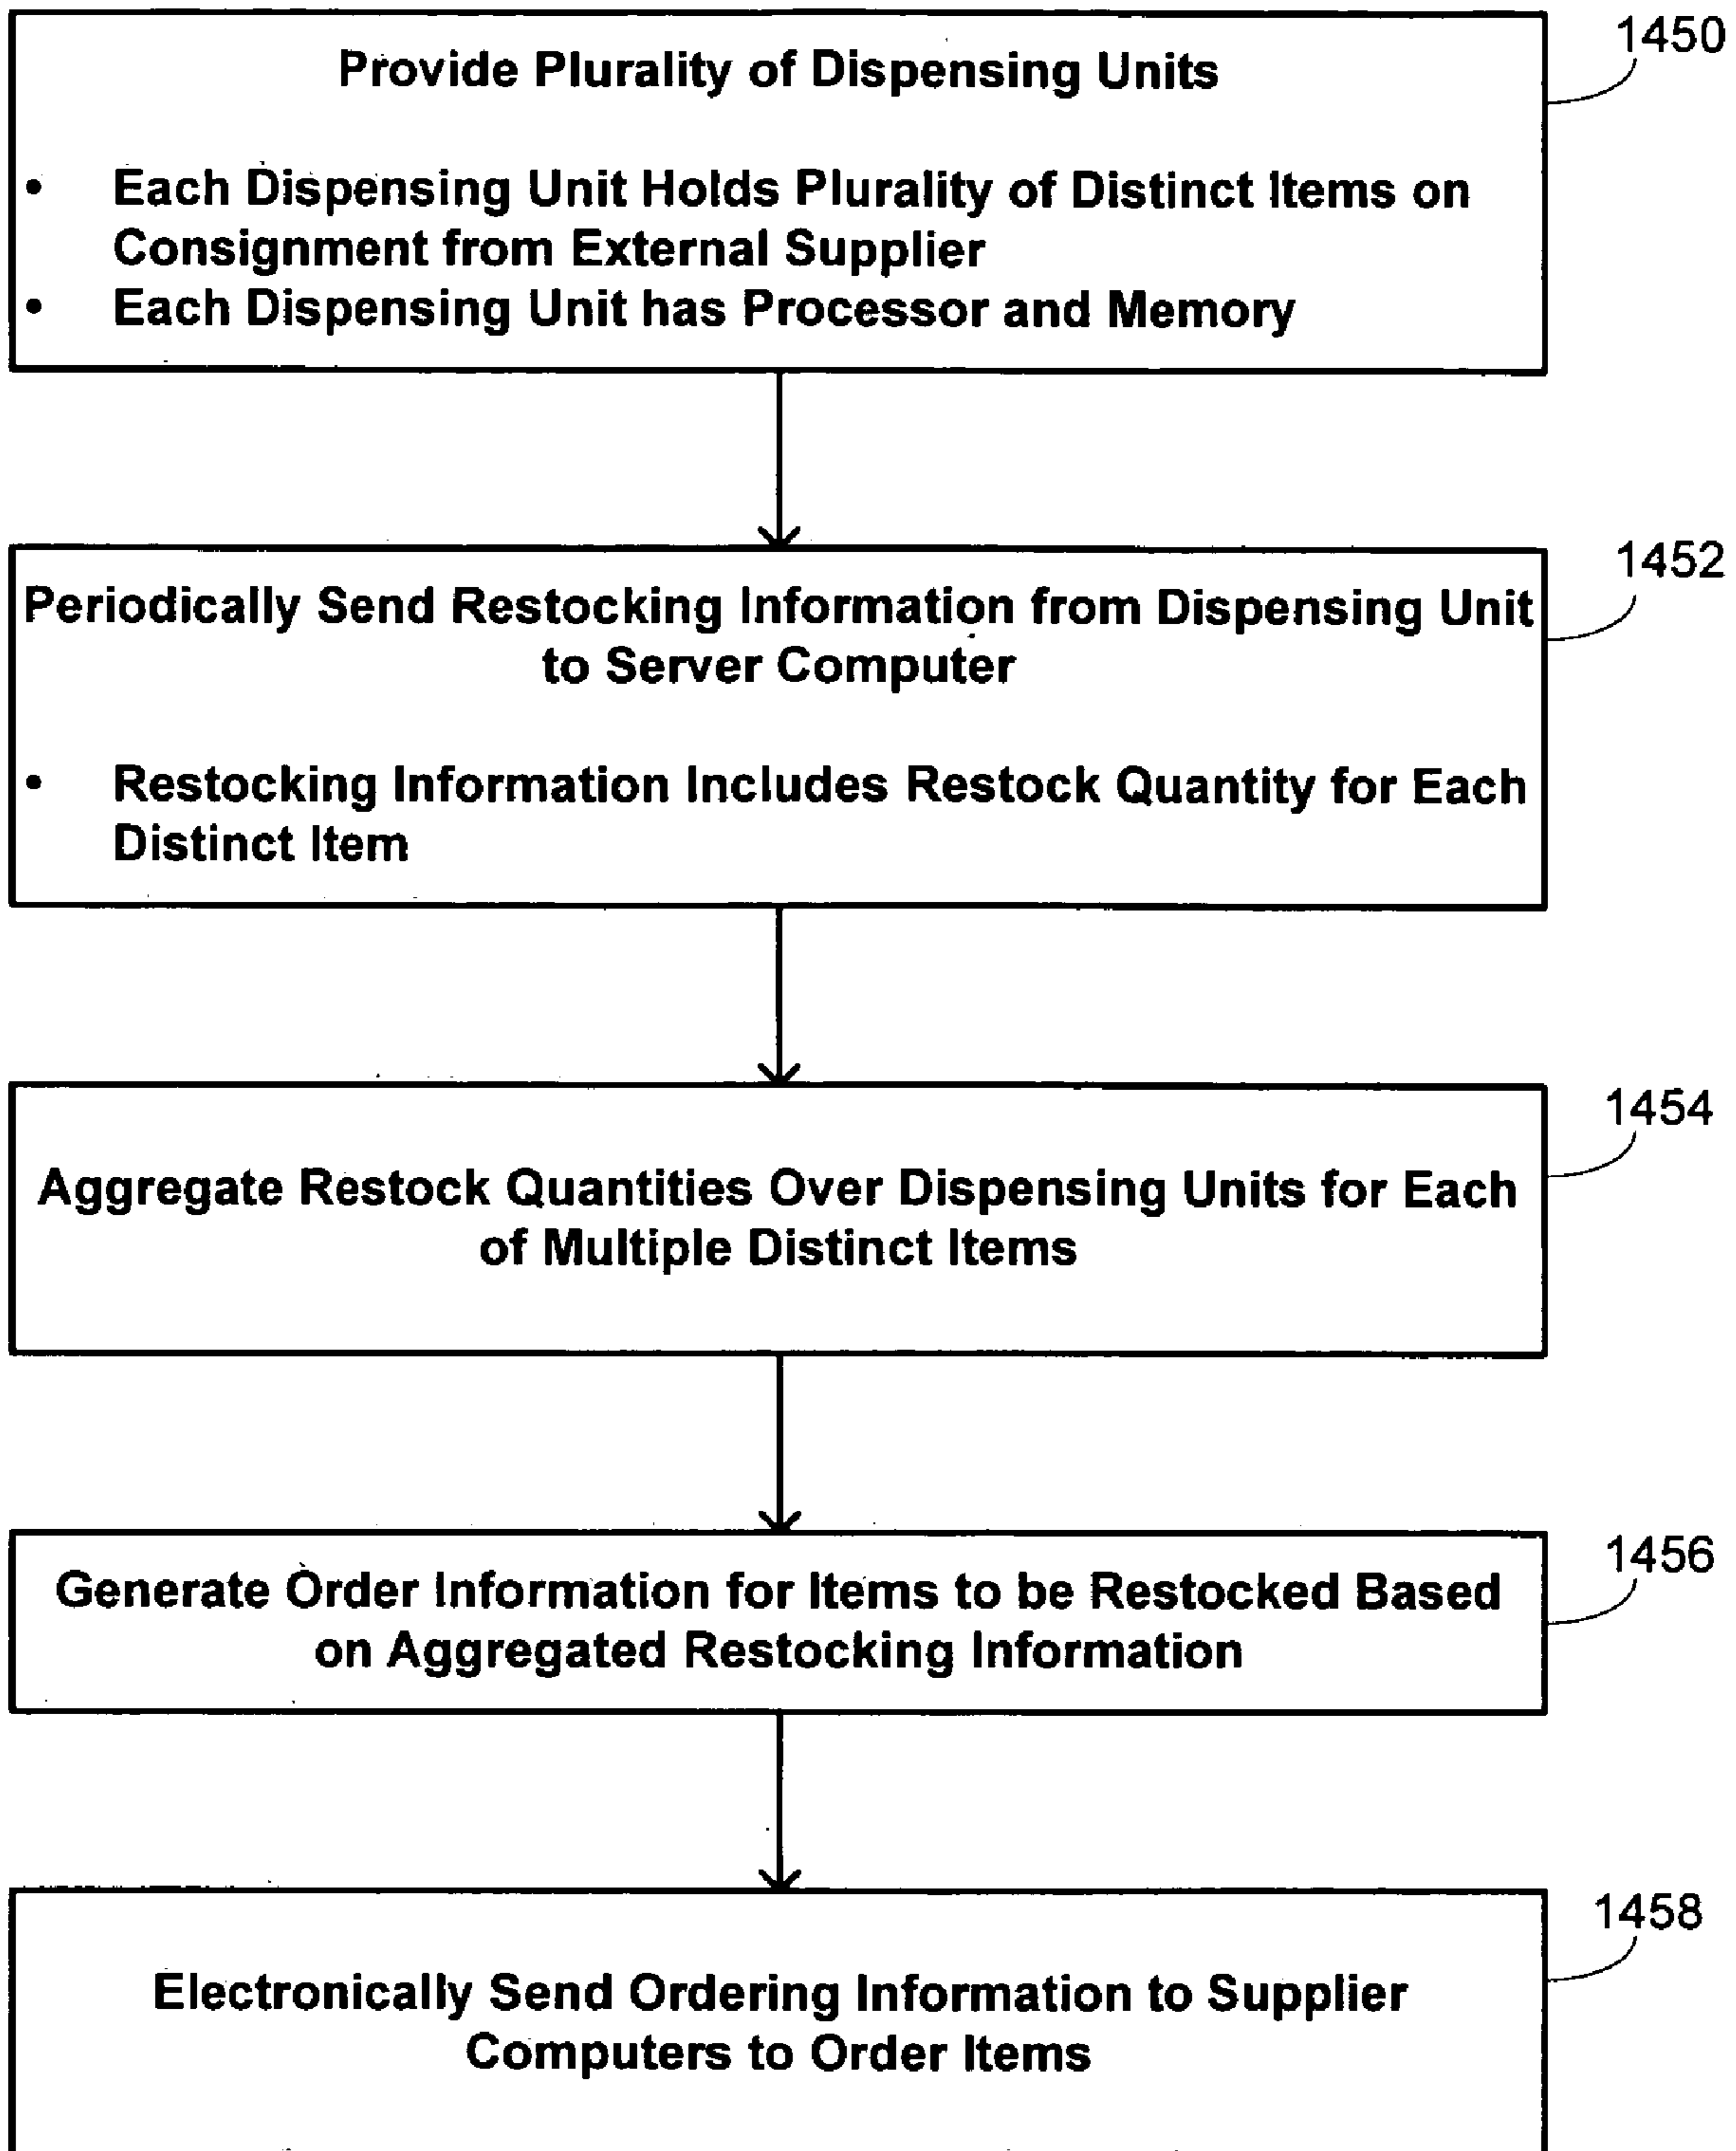 1450
Provide Plurality of Dispensing Units
• Each Dispensing Unit Holds Plurality of Distinct Items on
Consignment from External Supplier
• Each Dispensing Unit has Processor and Memory
1452
Periodically Send Restocking Information from Dispensing Unit
to Server Computer
• Restocking Information Includes Restock Quantity for Each
Distinct Item
1454
Aggregate Restock Quantities Over Dispensing Units for Each
of Multiple Distinct Items
1456
Generate Order Information for Items to be Restocked Based
on Aggregated Restocking Information
1458
Electronically Send Ordering Information to Supplier
Computers to Order Items